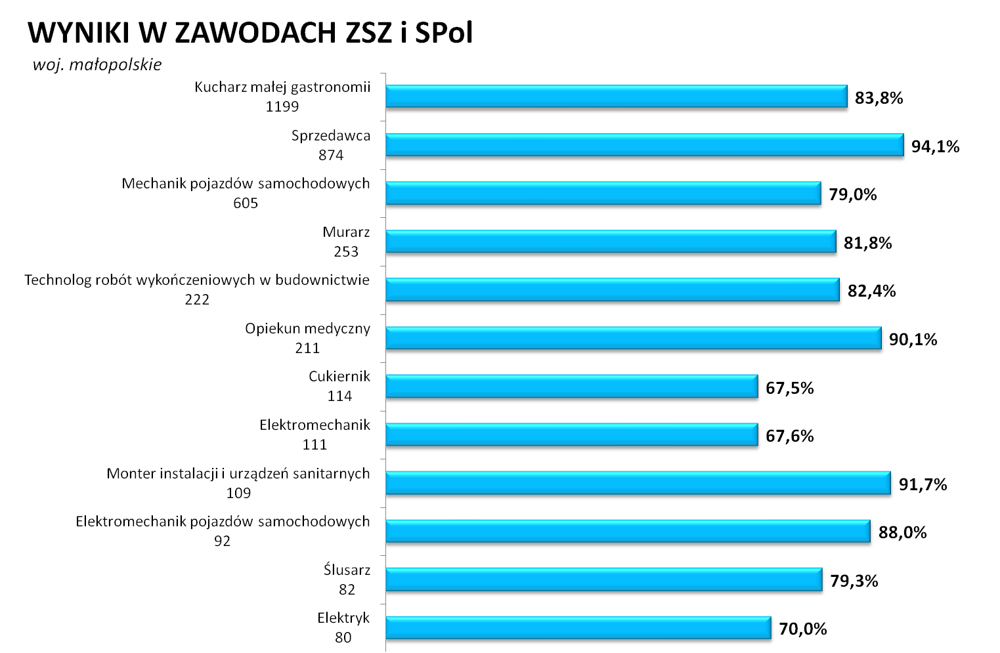 WYNIKI W ZAWODACH ZSZ i SPol
woj. małopolskie
Kucharz małej gastronomii
1199
83,8%
Sprzedawca
874
94,1%
Mechanik pojazdów samochodowych
605
79,0%
Murarz
253
81,8%
Technolog robót wykończeniowych w budownictwie
222
82,4%
Opiekun medyczny
211
90,1%
Cukiernik
114
67,5%
Elektromechanik
111
67,6%
Monter instalacji i urządzeń sanitarnych
109
91,7%
Elektromechanik pojazdów samochodowych
92
88,0%
Ślusarz
82
79,3%
Elektryk
80
70,0%